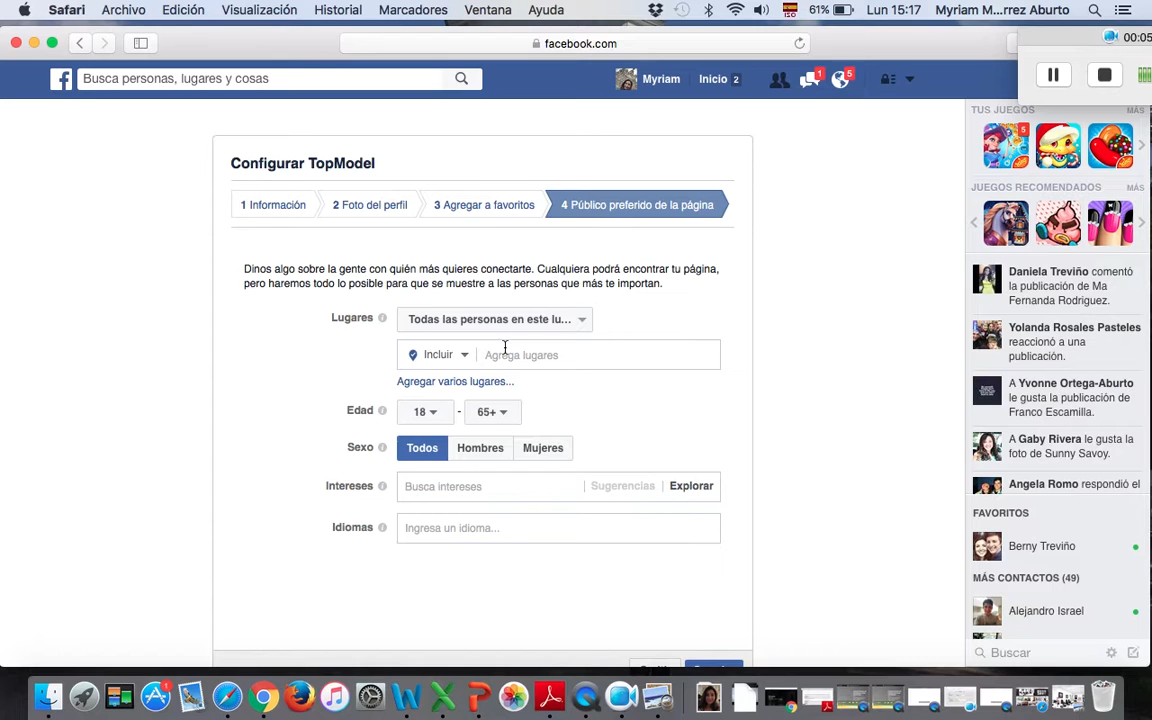 Safari Archivo Edición Visualización Historial Marcadores Ventana Ayuda ISO 61% Lun 15:17 Myriam M...rrez Aburto
facebook.com
00:05
Busca personas, lugares y cosas
Myriam Inicio 2 1 5
TUS JUEGOS MÁS
5
JUEGOS RECOMENDADOS MÁS
Configurar TopModel
1 Información 2 Foto del perfil 3 Agregar a favoritos 4 Público preferido de la página
Dinos algo sobre la gente con quién más quieres conectarte. Cualquiera podrá encontrar tu página,
pero haremos todo lo posible para que se muestre a las personas que más te importan.
Lugares Todas las personas en este lu...
Incluir Agrega lugares
Agregar varios lugares...
Edad 18 - 65+
Sexo Todos Hombres Mujeres
Intereses Busca intereses Sugerencias Explorar
Idiomas Ingresa un idioma...
Daniela Treviño comentó
la publicación de Ma
Fernanda Rodriguez.
Yolanda Rosales Pasteles
reaccionó a una
publicación.
A Yvonne Ortega-Aburto
le gusta la publicación de
Franco Escamilla.
A Gaby Rivera le gusta la
foto de Sunny Savoy.
Angela Romo respondió el
FAVORITOS
Berny Treviño
MÁS CONTACTOS (49)
Alejandro Israel
Buscar
1